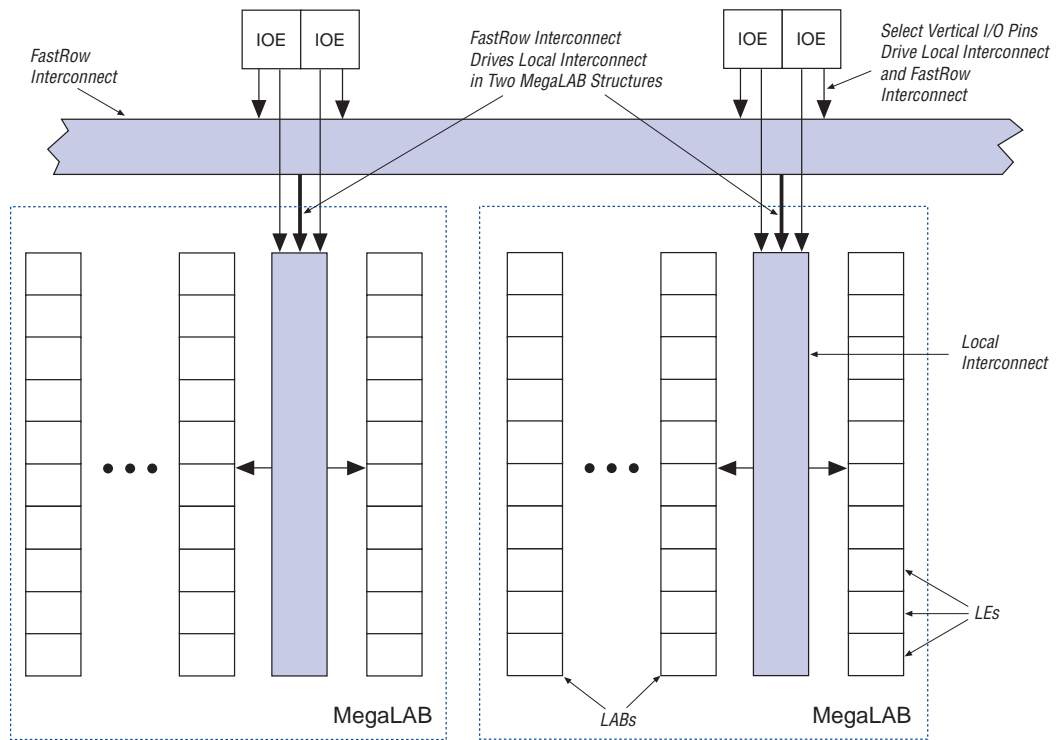 IOE IOE
FastRow
Interconnect
FastRow Interconnect
Drives Local Interconnect
in Two MegaLAB Structures
IOE IOE
Select Vertical I/O Pins
Drive Local Interconnect
and FastRow
Interconnect
Local
Interconnect
LEs
LABs
MegaLAB
MegaLAB